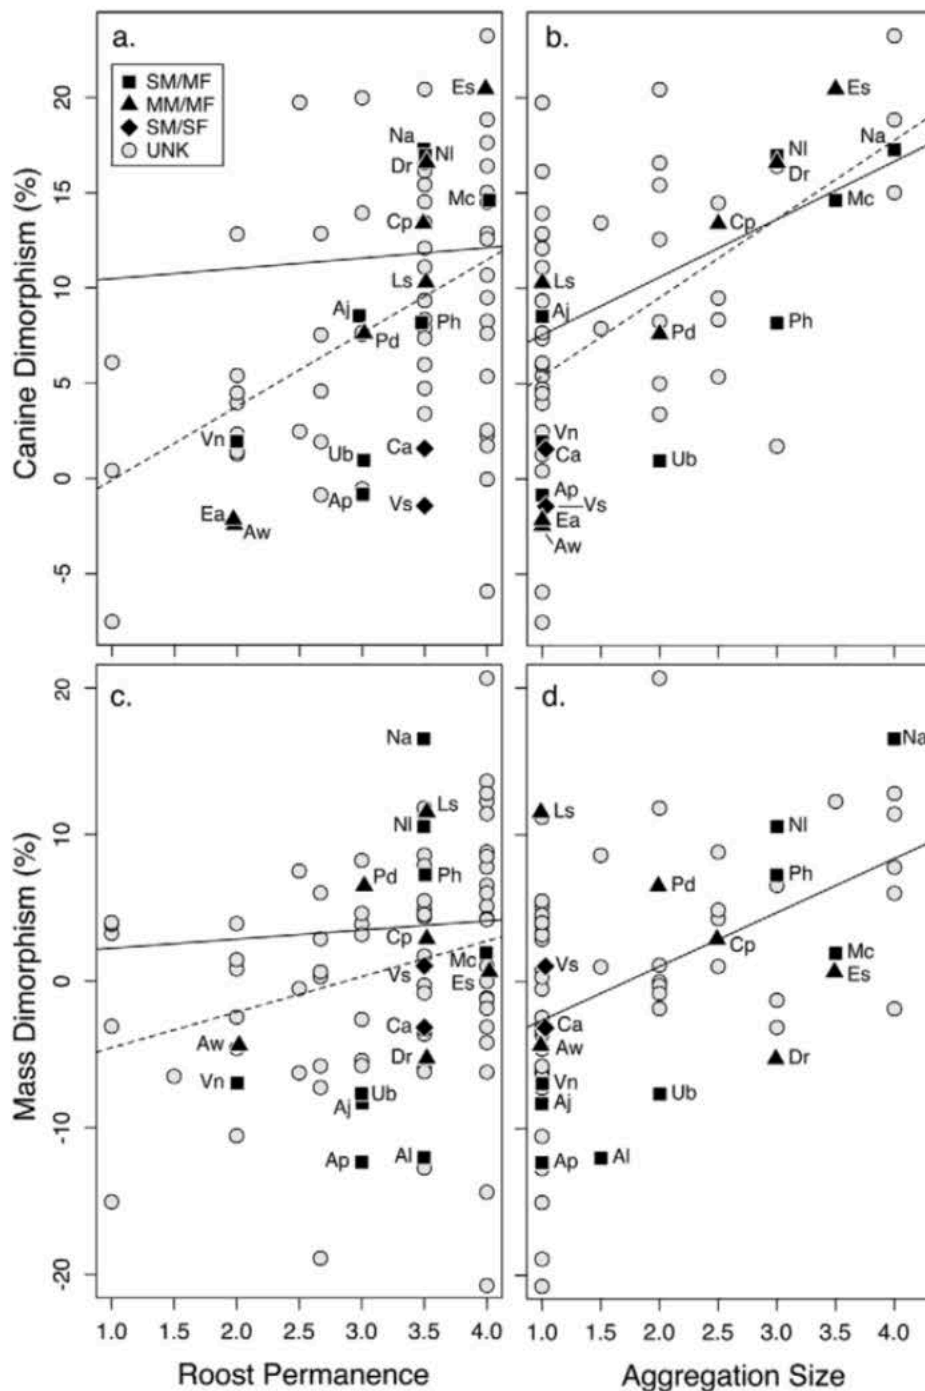 a.
SM/MF
MM/MF
SM/SF
UNK
Es
Na
Nl
Dr
Mc
Cp
Ls
Aj
Ph
Pd
Vn
Ub
Ca
Ap
Vs
Ea
Aw
20
15
10
5
0
-5
Canine Dimorphism (%)
b.
Es
Nl
Na
Dr
Mc
Cp
Ls
Aj
Ph
Pd
Vn
Ca
Ub
Ap
Vs
Ea
Aw
c.
Na
Ls
Nl
Pd
Ph
Cp
Mc
Vs
Es
Ca
Aw
Dr
Vn
Ub
Aj
Ap
Al
20
10
0
-10
-20
Mass Dimorphism (%)
1.0 1.5 2.0 2.5 3.0 3.5 4.0
Roost Permanence
d.
Na
Ls
Nl
Ph
Pd
Cp
Mc
Vs
Es
Ca
Aw
Dr
Vn
Ub
Aj
Ap
Al
1.0 1.5 2.0 2.5 3.0 3.5 4.0
Aggregation Size